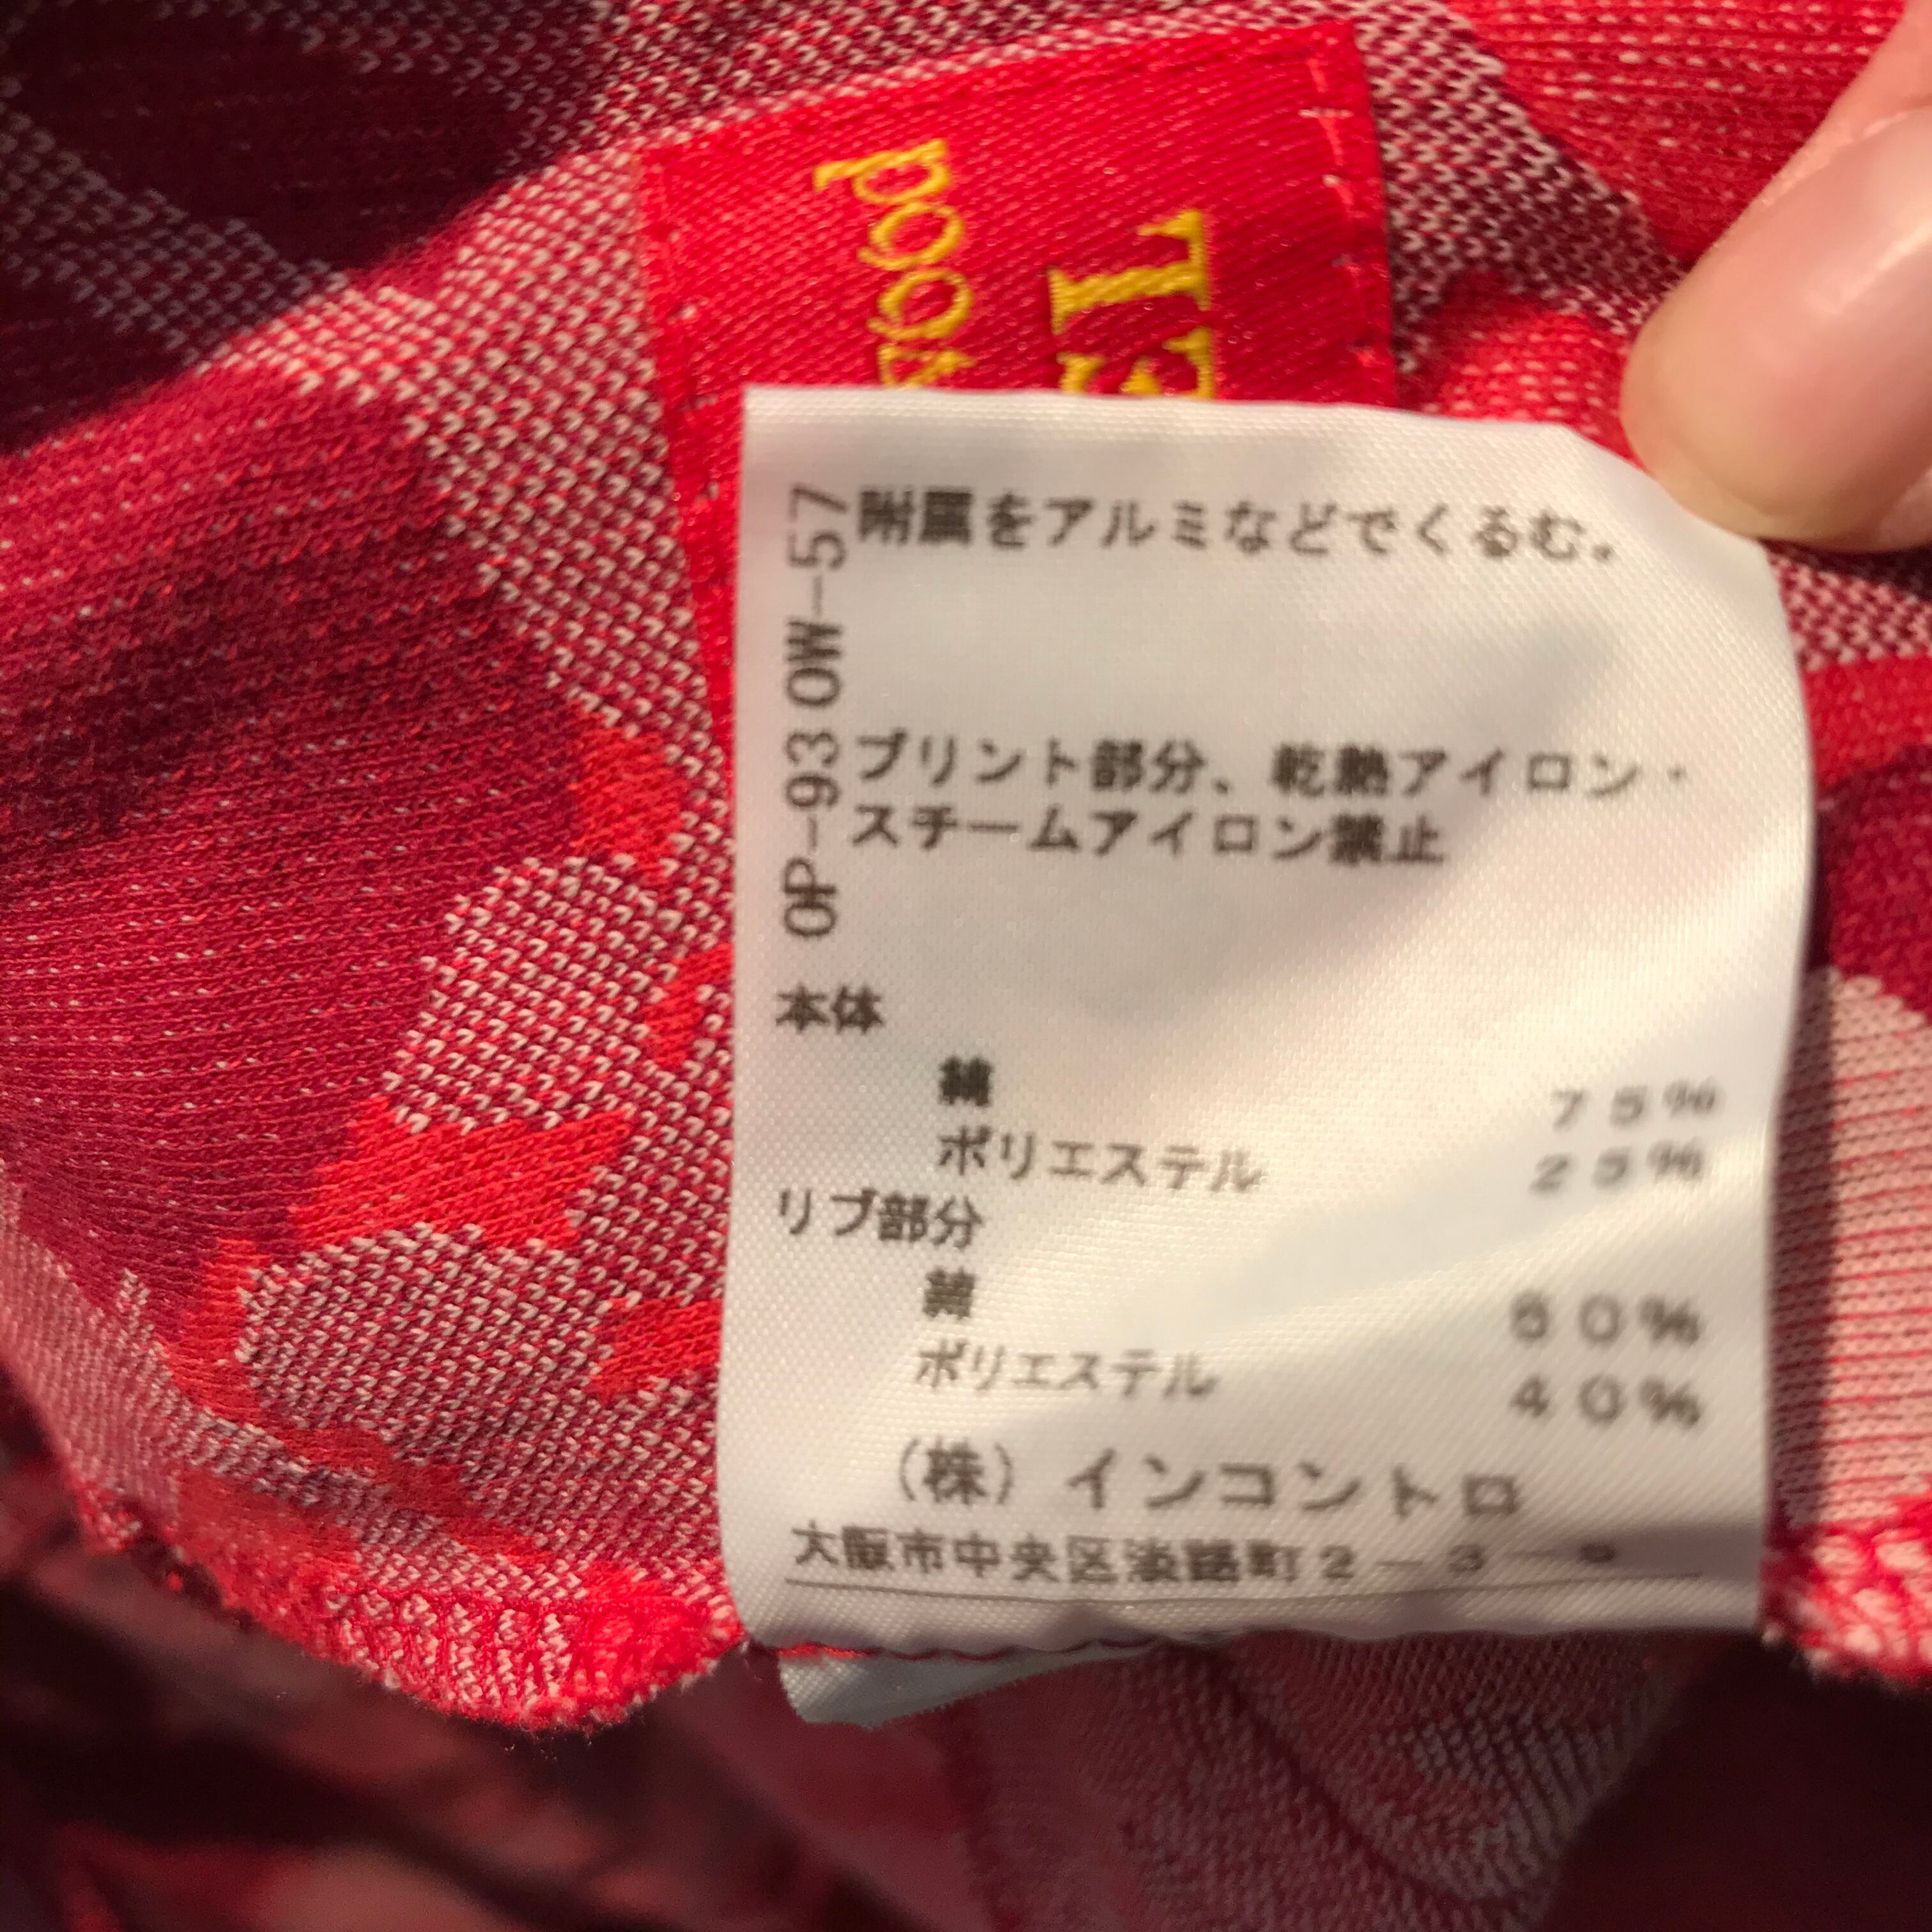 附属をアルミなどでくるむ。
プリント部分、乾熱アイロン・
スチームアイロン禁止
OP-93 OW-57
本体
綿 75%
ポリエステル 25%
リブ部分
綿 60%
ポリエステル 40%
(株)インコントロ
大阪市中央区淡路町2-3-